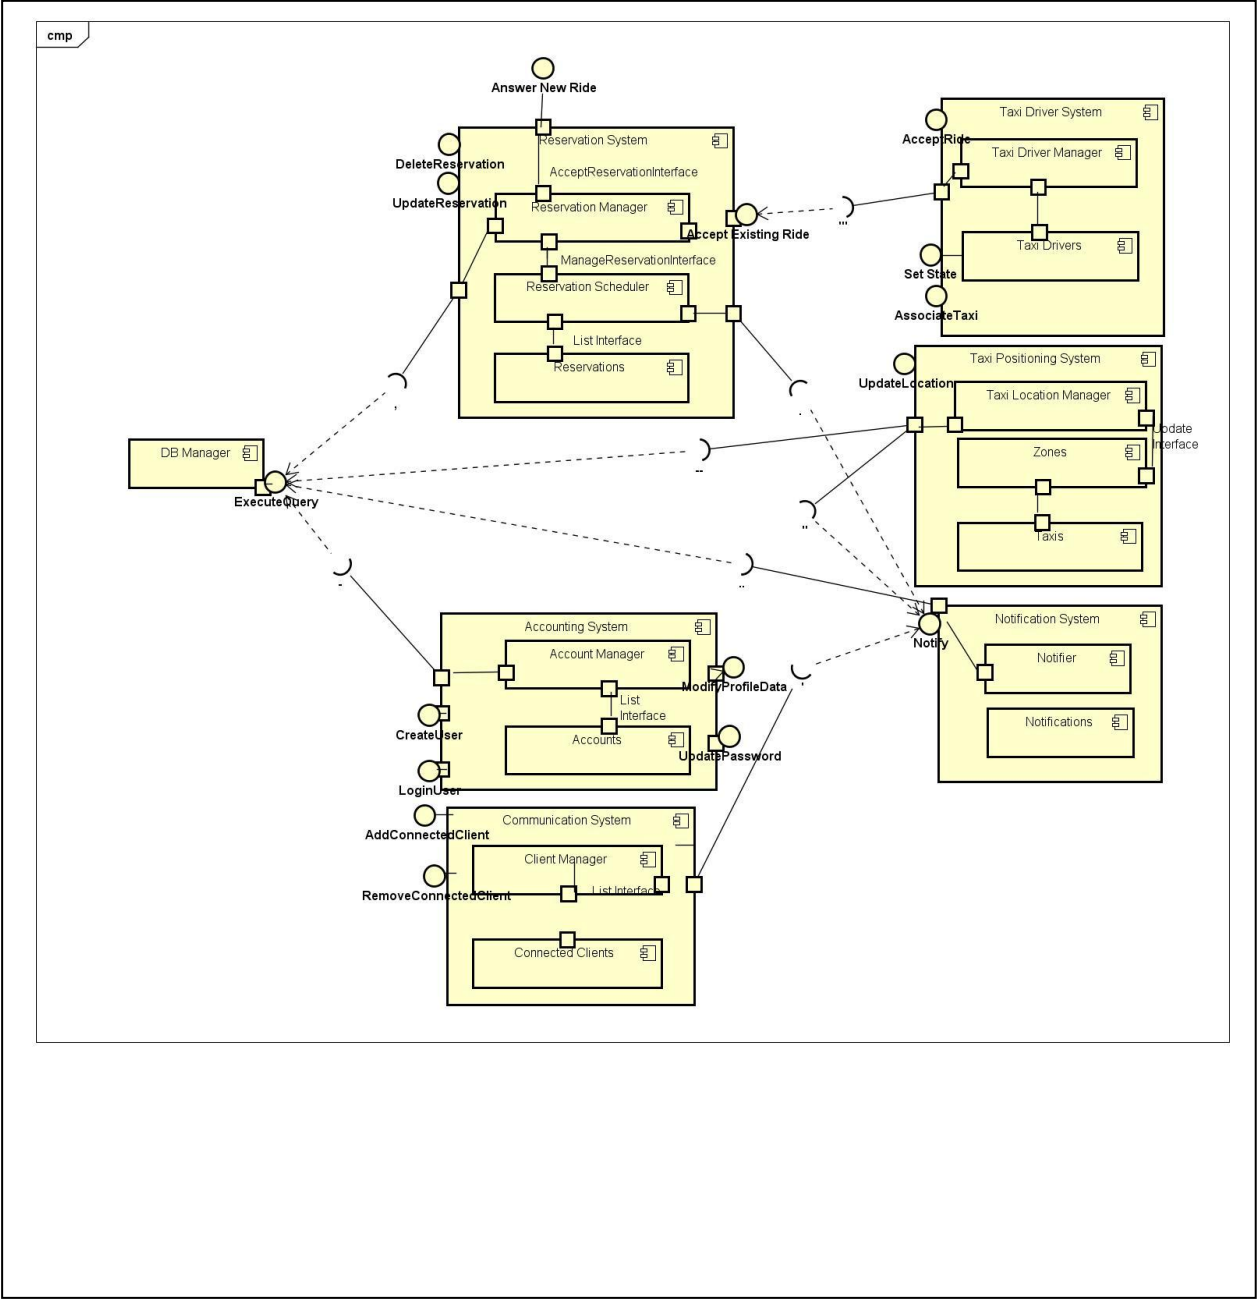 cmp
Answer New Ride
Reservation System
DeleteReservation
UpdateReservation
AcceptReservationInterface
Reservation Manager
Accept Existing Ride
ManageReservationInterface
Reservation Scheduler
List Interface
Reservations
Taxi Driver System
AcceptRide
Taxi Driver Manager
Taxi Drivers
Set State
AssociateTaxi
Taxi Positioning System
UpdateLocation
Taxi Location Manager
Update
Interface
Zones
Taxis
DB Manager
ExecuteQuery
,
...
.
--
,,
..
-
Accounting System
Account Manager
ModifyProfileData
List
Interface
CreateUser
Accounts
UpdatePassword
LoginUser
Notification System
Notify
Notifier
Notifications
'
Communication System
AddConnectedClient
Client Manager
List Interface
RemoveConnectedClient
Connected Clients